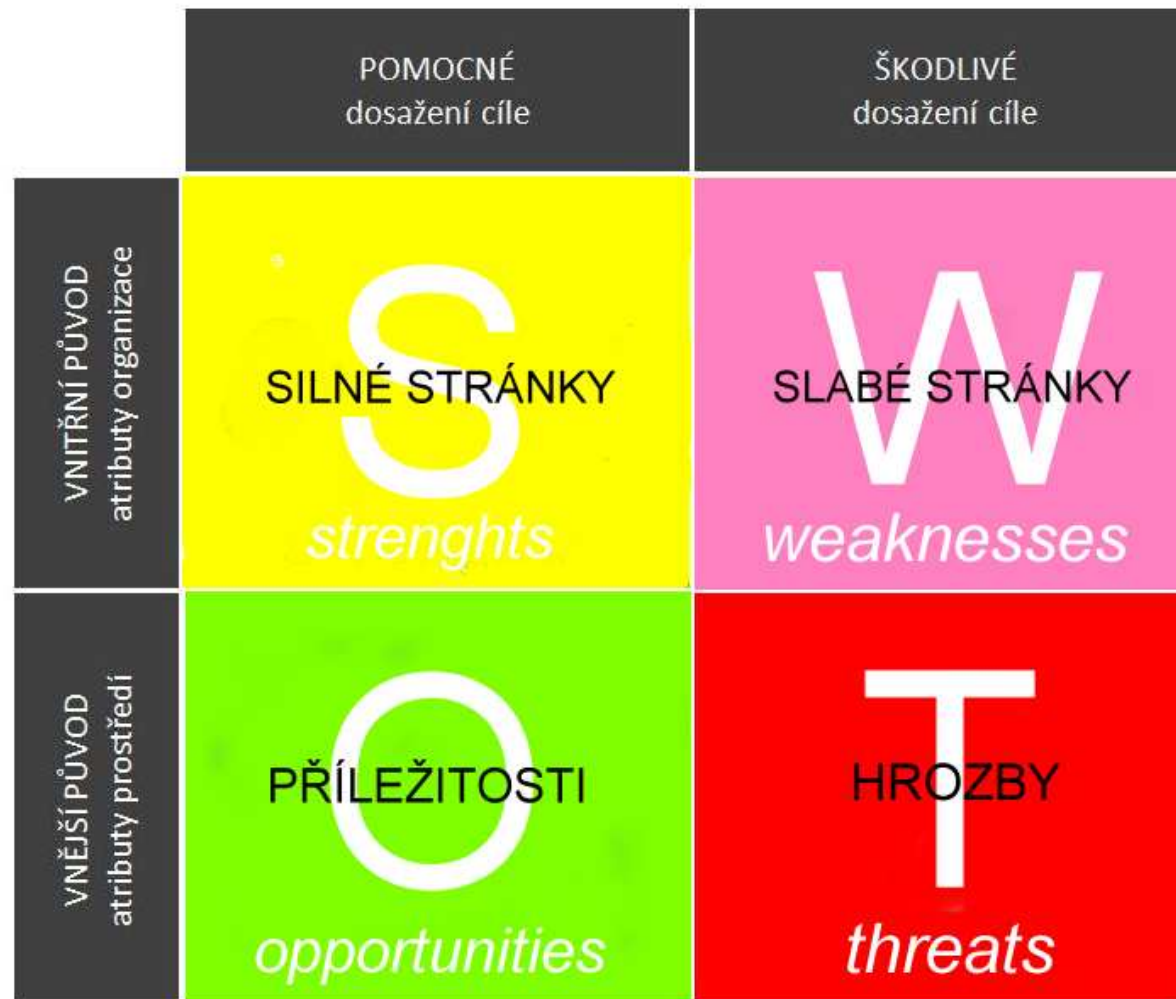 POMOCNÉ
dosažení cíle
ŠKODLIVÉ
dosažení cíle
VNITŘNÍ PŮVOD
atributy organizace
S
SILNÉ STRÁNKY
strenghts
W
SLABÉ STRÁNKY
weaknesses
VNĚJŠÍ PŮVOD
atributy prostředí
O
PŘÍLEŽITOSTI
opportunities
T
HROZBY
threats